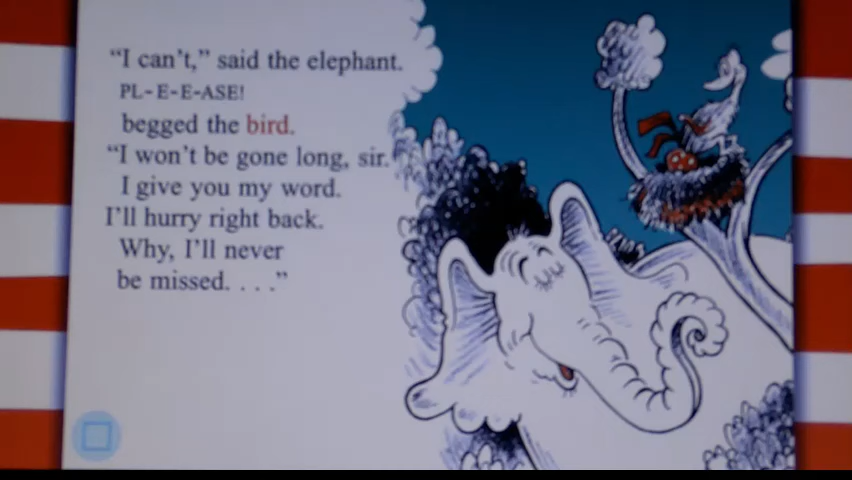 “I can’t,” said the elephant.
PL-E-E-ASE!
begged the bird.
“I won’t be gone long, sir.
I give you my word.
I’ll hurry right back.
Why, I’ll never
be missed. . . .”